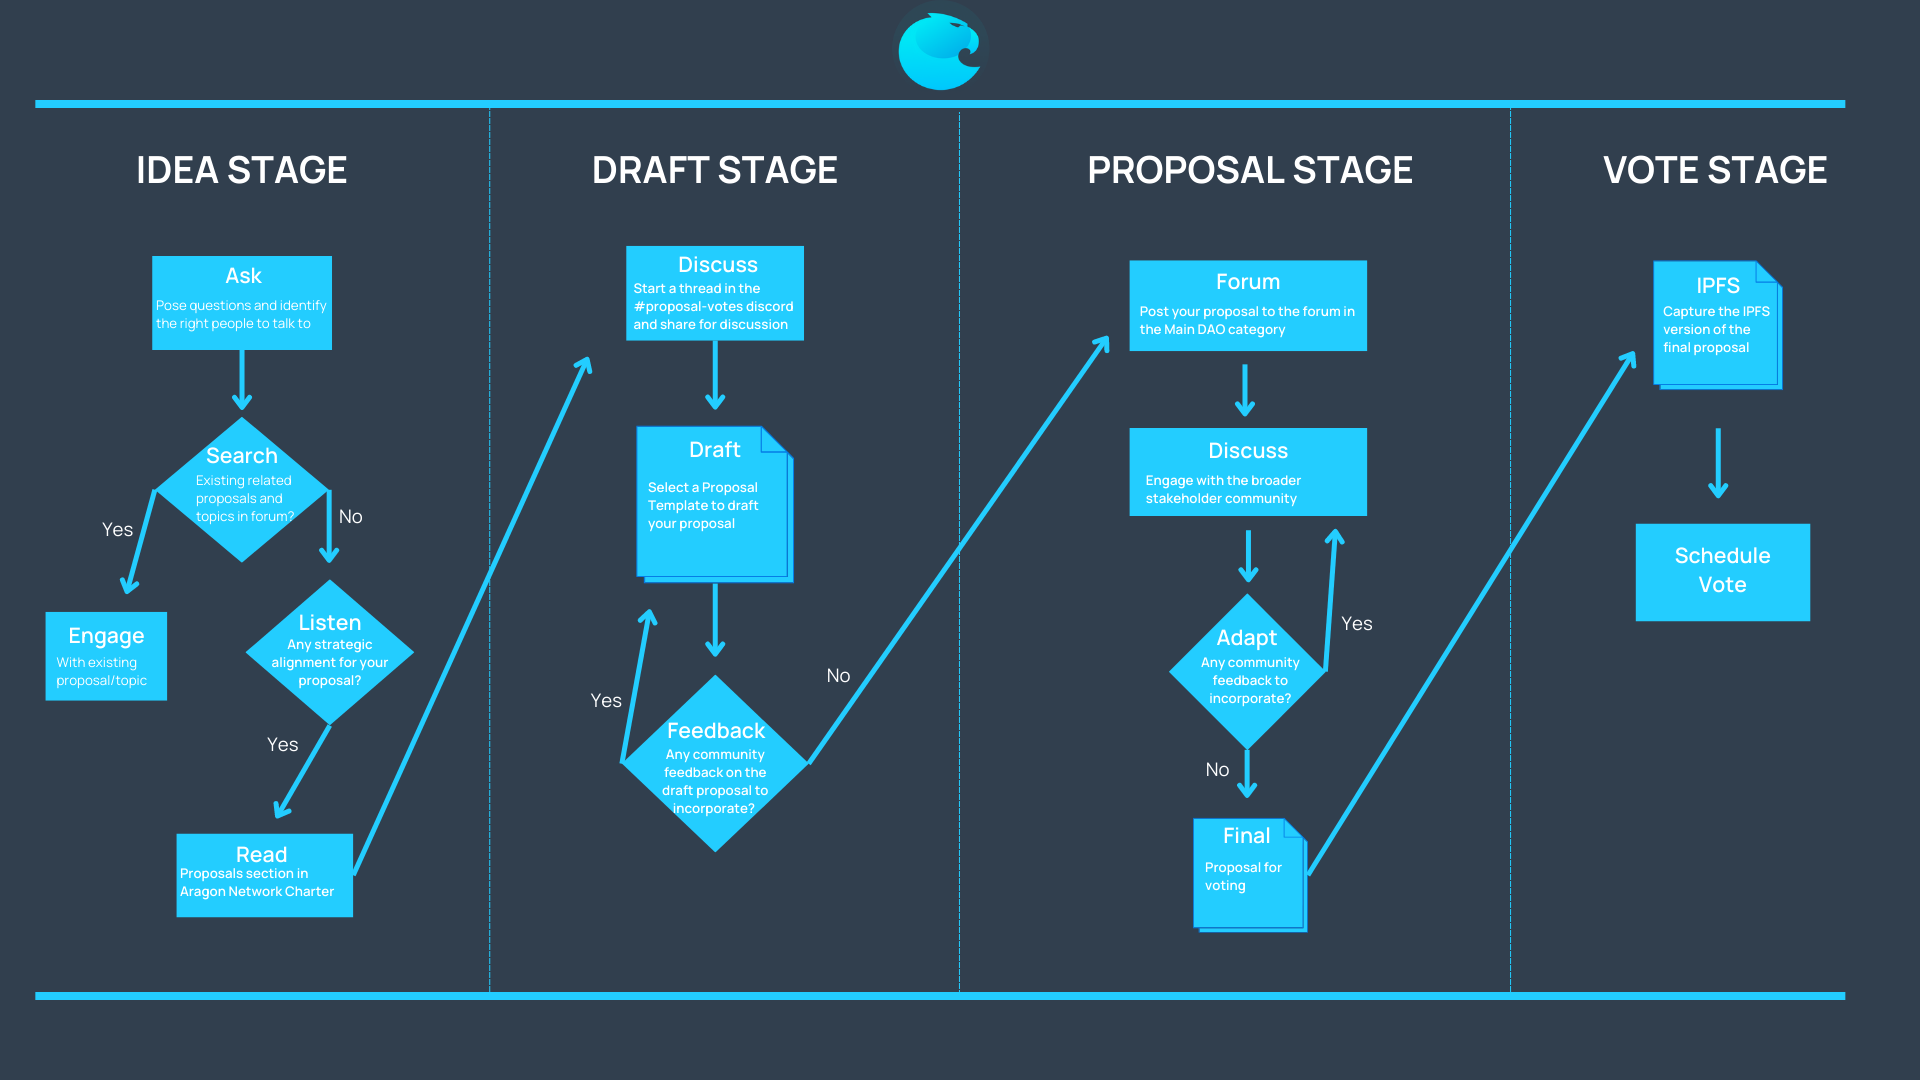 IDEA STAGE
Ask
Pose questions and identify
the right people to talk to
Search
Existing related
proposals and
topics in forum?
Yes
No
Engage
With existing
proposal/topic
Listen
Any strategic
alignment for your
proposal?
Yes
Read
Proposals section in
Aragon Network Charter
DRAFT STAGE
Discuss
Start a thread in the
#proposal-votes discord
and share for discussion
Draft
Select a Proposal
Template to draft
your proposal
Yes
No
Feedback
Any community
feedback on the
draft proposal to
incorporate?
PROPOSAL STAGE
Forum
Post your proposal to the forum in
the Main DAO category
Discuss
Engage with the broader
stakeholder community
Yes
Adapt
Any community
feedback to
incorporate?
No
Final
Proposal for
voting
VOTE STAGE
IPFS
Capture the IPFS
version of the
final proposal
Schedule
Vote